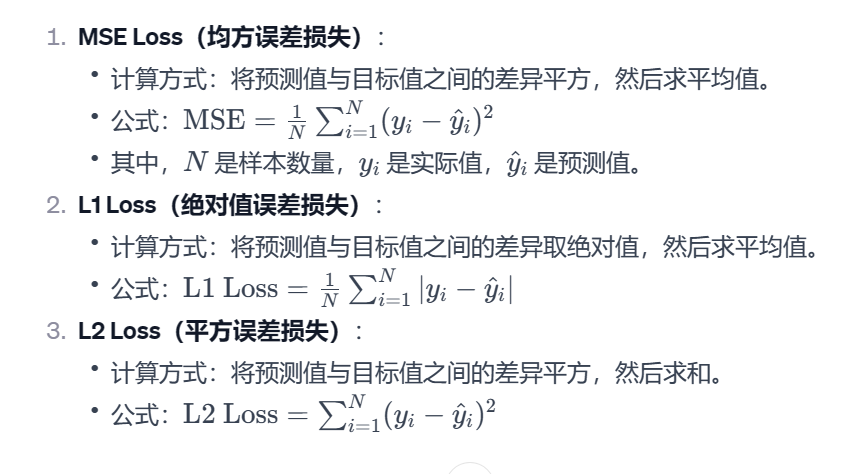 1. MSE Loss（均方误差损失）：
• 计算方式：将预测值与目标值之间的差异平方，然后求平均值。
• 公式：MSE = \frac{1}{N} \sum_{i=1}^{N} (y_i − \hat{y}_i)^2
• 其中，N 是样本数量，y_i 是实际值，\hat{y}_i 是预测值。
2. L1 Loss（绝对值误差损失）：
• 计算方式：将预测值与目标值之间的差异取绝对值，然后求平均值。
• 公式：L1 Loss = \frac{1}{N} \sum_{i=1}^{N} |y_i − \hat{y}_i|
3. L2 Loss（平方误差损失）：
• 计算方式：将预测值与目标值之间的差异平方，然后求和。
• 公式：L2 Loss = \sum_{i=1}^{N} (y_i − \hat{y}_i)^2